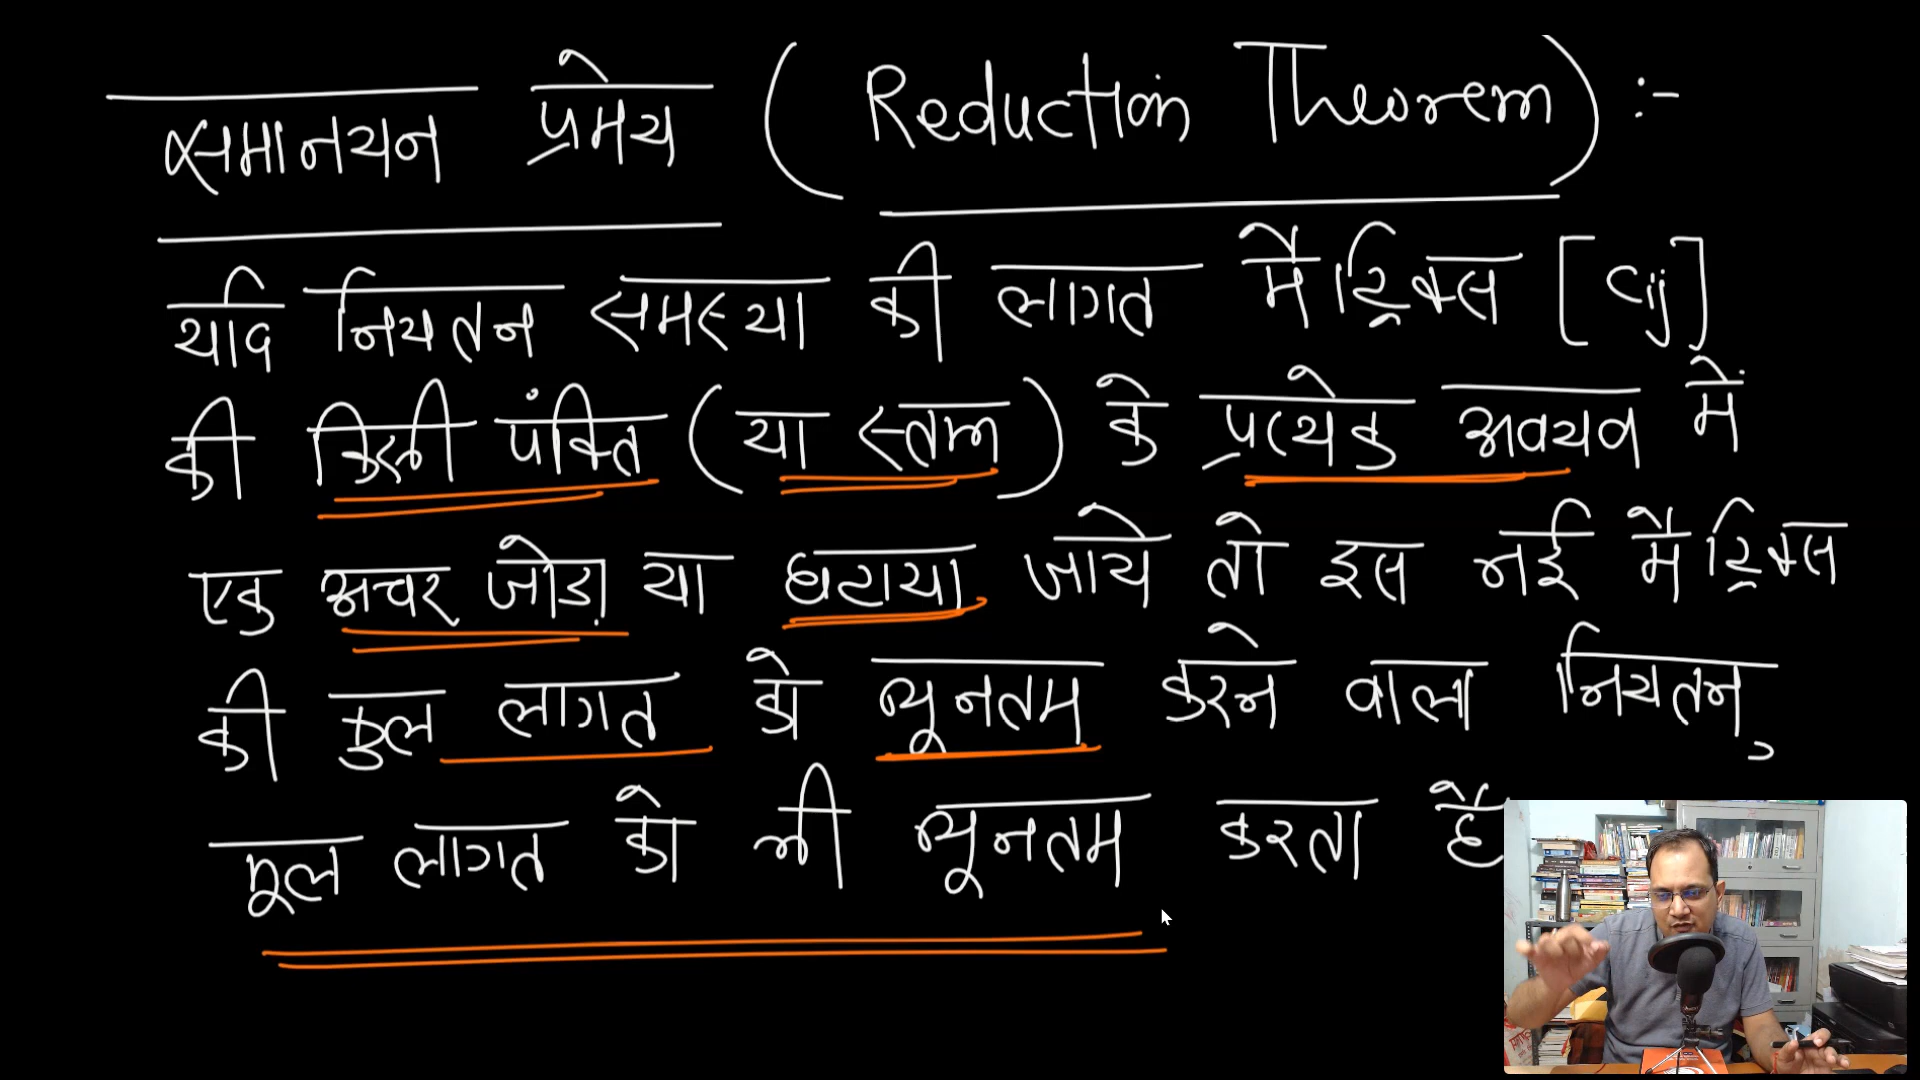 समानयन प्रमेय ( Reduction Theorem ) :-
यदि नियतन समस्या की लागत मैट्रिक्स [Cij]
की किसी पंक्ति ( या स्तम्भ ) के प्रत्येक अवयव में
एक अचर जोडा़ या घटाया जाये तो इस नई मैट्रिक्स
की कुल लागत को न्यूनतम करने वाला नियतन,
मूल लागत को भी न्यूनतम करता है